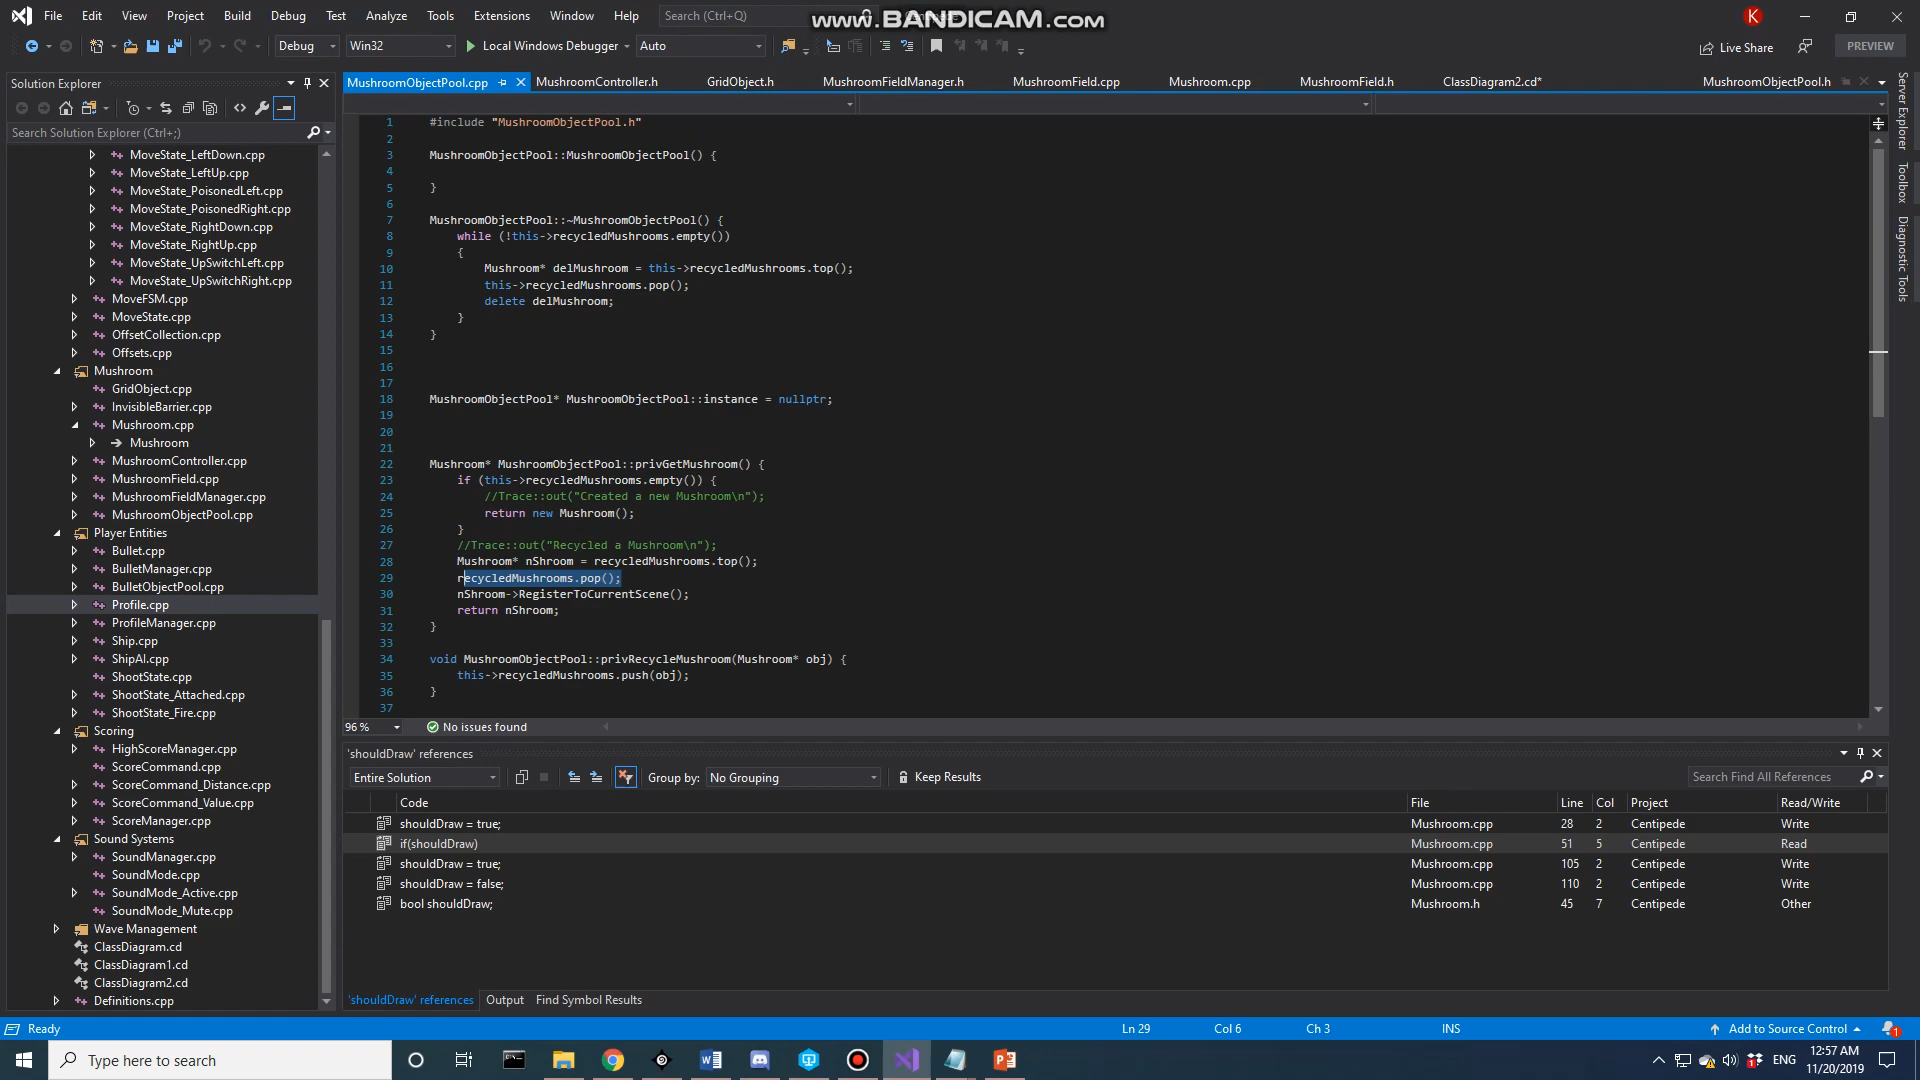 File Edit View Project Build Debug Test Analyze Tools Extensions Window Help Search (Ctrl+Q)
www.BANDICAM.com
K
Debug Win32 Local Windows Debugger Auto
Live Share
PREVIEW
Solution Explorer
Search Solution Explorer (Ctrl+;)
MoveState_LeftDown.cpp
MoveState_LeftUp.cpp
MoveState_PoisonedLeft.cpp
MoveState_PoisonedRight.cpp
MoveState_RightDown.cpp
MoveState_RightUp.cpp
MoveState_UpSwitchLeft.cpp
MoveState_UpSwitchRight.cpp
MoveFSM.cpp
MoveState.cpp
OffsetCollection.cpp
Offsets.cpp
Mushroom
GridObject.cpp
InvisibleBarrier.cpp
Mushroom.cpp
Mushroom
MushroomController.cpp
MushroomField.cpp
MushroomFieldManager.cpp
MushroomObjectPool.cpp
Player Entities
Bullet.cpp
BulletManager.cpp
BulletObjectPool.cpp
Profile.cpp
ProfileManager.cpp
Ship.cpp
ShipAI.cpp
ShootState.cpp
ShootState_Attached.cpp
ShootState_Fire.cpp
Scoring
HighScoreManager.cpp
ScoreCommand.cpp
ScoreCommand_Distance.cpp
ScoreCommand_Value.cpp
ScoreManager.cpp
Sound Systems
SoundManager.cpp
SoundMode.cpp
SoundMode_Active.cpp
SoundMode_Mute.cpp
Wave Management
ClassDiagram.cd
ClassDiagram1.cd
ClassDiagram2.cd
Definitions.cpp
MushroomObjectPool.cpp MushroomController.h GridObject.h MushroomFieldManager.h MushroomField.cpp Mushroom.cpp MushroomField.h ClassDiagram2.cd* MushroomObjectPool.h
1 #include "MushroomObjectPool.h"
2
3 MushroomObjectPool::MushroomObjectPool() {
4
5 }
6
7 MushroomObjectPool::~MushroomObjectPool() {
8 while (!this->recycledMushrooms.empty())
9 {
10 Mushroom* delMushroom = this->recycledMushrooms.top();
11 this->recycledMushrooms.pop();
12 delete delMushroom;
13 }
14 }
15
16
17
18 MushroomObjectPool* MushroomObjectPool::instance = nullptr;
19
20
21
22 Mushroom* MushroomObjectPool::privGetMushroom() {
23 if (this->recycledMushrooms.empty()) {
24 //Trace::out("Created a new Mushroom\n");
25 return new Mushroom();
26 }
27 //Trace::out("Recycled a Mushroom\n");
28 Mushroom* nShroom = recycledMushrooms.top();
29 recycledMushrooms.pop();
30 nShroom->RegisterToCurrentScene();
31 return nShroom;
32 }
33
34 void MushroomObjectPool::privRecycleMushroom(Mushroom* obj) {
35 this->recycledMushrooms.push(obj);
36 }
37
96 % No issues found
Server Explorer
Toolbox
Diagnostic Tools
'shouldDraw' references
Entire Solution Group by: No Grouping Keep Results Search Find All References
Code File Line Col Project Read/Write
shouldDraw = true; Mushroom.cpp 28 2 Centipede Write
if(shouldDraw) Mushroom.cpp 51 5 Centipede Read
shouldDraw = true; Mushroom.cpp 105 2 Centipede Write
shouldDraw = false; Mushroom.cpp 110 2 Centipede Write
bool shouldDraw; Mushroom.h 45 7 Centipede Other
'shouldDraw' references Output Find Symbol Results
Ready Ln 29 Col 6 Ch 3 INS Add to Source Control 1
Type here to search
ENG
12:57 AM
11/20/2019